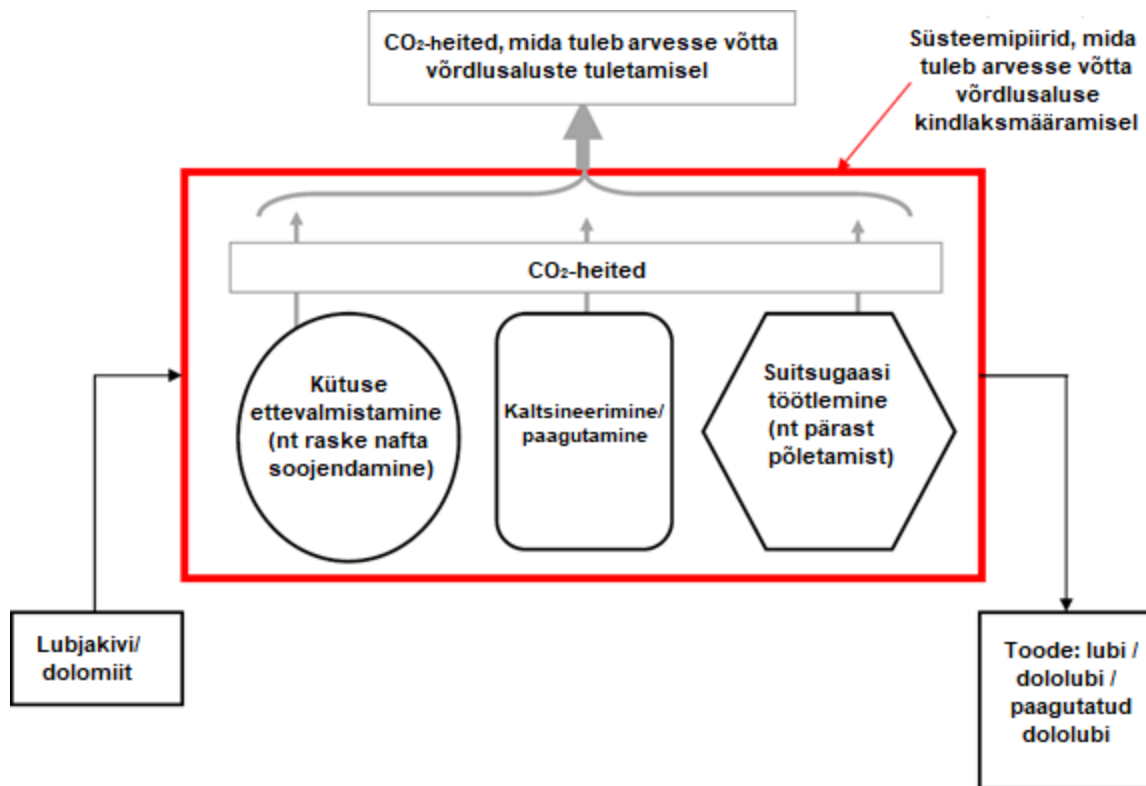 CO₂-heited, mida tuleb arvesse võtta
võrdlusaluste tuletamisel
Süsteemipiirid, mida
tuleb arvesse võtta
võrdlusaluse
kindlaksmääramisel
CO₂-heited
Kütuse
ettevalmistamine
(nt raske nafta
soojendamine)
Kaltsineerimine/
paagutamine
Suitsugaasi
töötlemine
(nt pärast
põletamist)
Lubjakivi/
dolomiit
Toode: lubi /
dololubi /
paagutatud
dololubi